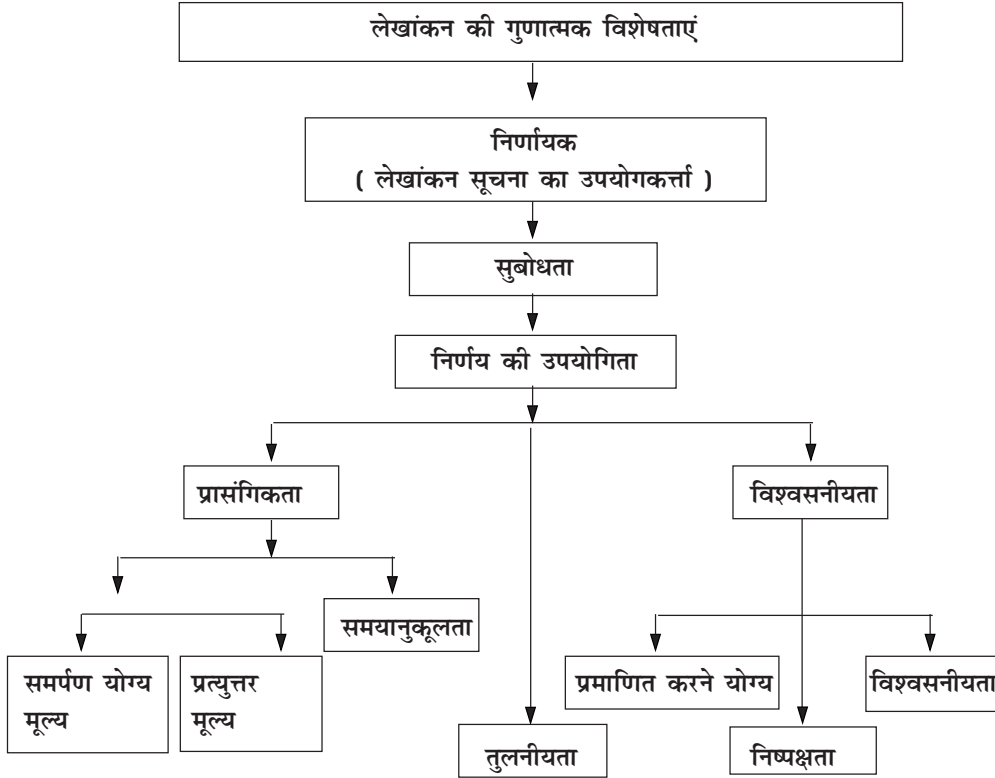 लेखांकन की गुणात्मक विशेषताएं
निर्णायक
( लेखांकन सूचना का उपयोगकर्त्ता )
सुबोधता
निर्णय की उपयोगिता
प्रासंगिकता
विश्वसनीयता
समयानुकूलता
समर्पण योग्य
मूल्य
प्रत्युत्तर
मूल्य
प्रमाणित करने योग्य
विश्वसनीयता
तुलनीयता
निष्पक्षता